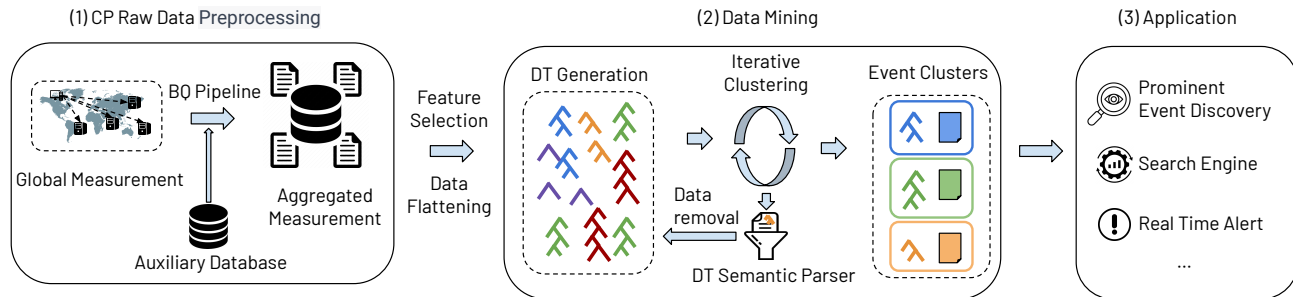 (1) CP Raw Data Preprocessing
BQ Pipeline
Global Measurement
Aggregated
Measurement
Auxiliary Database
Feature
Selection
Data
Flattening
(2) Data Mining
DT Generation
Iterative
Clustering
Event Clusters
Data
removal
DT Semantic Parser
(3) Application
Prominent
Event Discovery
Search Engine
Real Time Alert
...